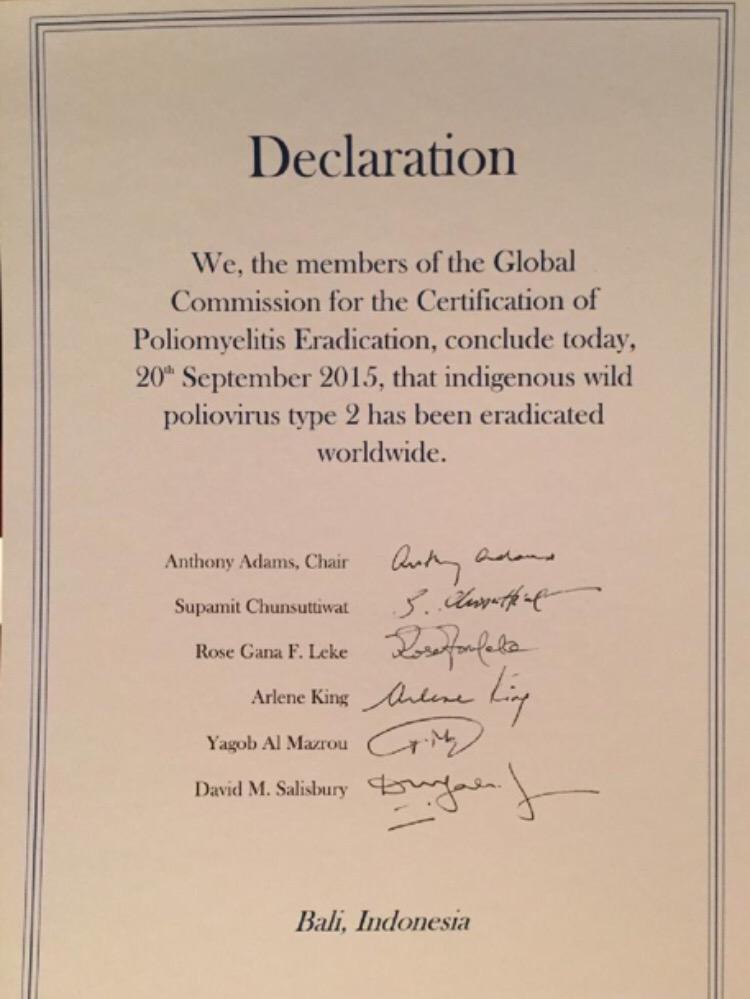 Declaration
We, the members of the Global
Commission for the Certification of
Poliomyelitis Eradication, conclude today,
20th September 2015, that indigenous wild
poliovirus type 2 has been eradicated
worldwide.
Anthony Adams, Chair
Supamit Chunsuttiwat
Rose Gana F. Leke
Arlene King Arlene King
Yagob Al Mazrou
David M. Salisbury
Bali, Indonesia